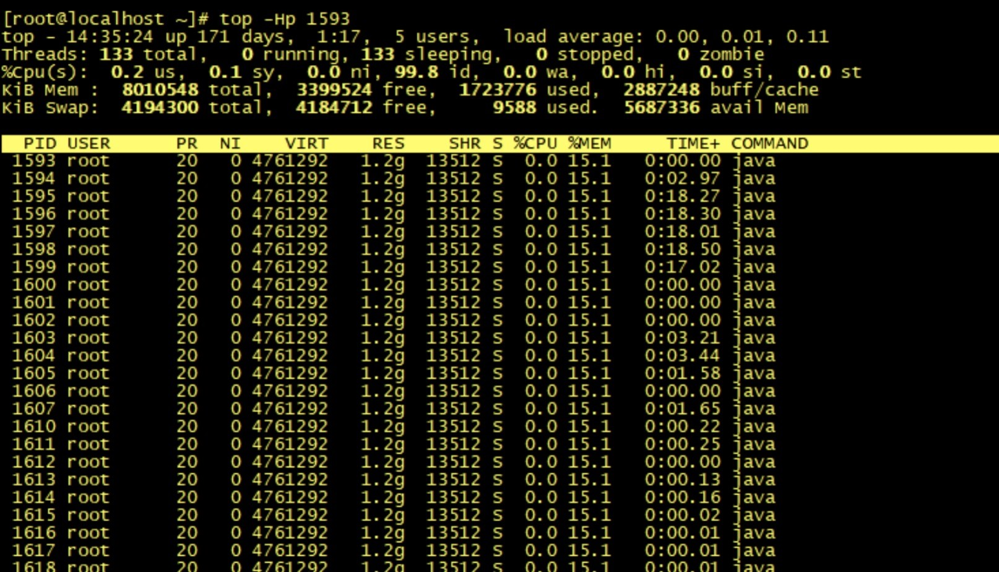 [root@localhost ~]# top -Hp 1593
top - 14:35:24 up 171 days,  1:17,  5 users,  load average: 0.00, 0.01, 0.11
Threads: 133 total,   0 running, 133 sleeping,   0 stopped,   0 zombie
%Cpu(s):  0.2 us,  0.1 sy,  0.0 ni, 99.8 id,  0.0 wa,  0.0 hi,  0.0 si,  0.0 st
KiB Mem :  8010548 total,  3399524 free,  1723776 used,  2887248 buff/cache
KiB Swap:  4194300 total,  4184712 free,     9588 used.  5687336 avail Mem
  PID USER      PR  NI    VIRT    RES    SHR S %CPU %MEM     TIME+ COMMAND
 1593 root      20   0 4761292   1.2g  13512 S  0.0 15.1   0:00.00 java
 1594 root      20   0 4761292   1.2g  13512 S  0.0 15.1   0:02.97 java
 1595 root      20   0 4761292   1.2g  13512 S  0.0 15.1   0:18.27 java
 1596 root      20   0 4761292   1.2g  13512 S  0.0 15.1   0:18.30 java
 1597 root      20   0 4761292   1.2g  13512 S  0.0 15.1   0:18.01 java
 1598 root      20   0 4761292   1.2g  13512 S  0.0 15.1   0:18.50 java
 1599 root      20   0 4761292   1.2g  13512 S  0.0 15.1   0:17.02 java
 1600 root      20   0 4761292   1.2g  13512 S  0.0 15.1   0:00.00 java
 1601 root      20   0 4761292   1.2g  13512 S  0.0 15.1   0:00.00 java
 1602 root      20   0 4761292   1.2g  13512 S  0.0 15.1   0:00.00 java
 1603 root      20   0 4761292   1.2g  13512 S  0.0 15.1   0:03.21 java
 1604 root      20   0 4761292   1.2g  13512 S  0.0 15.1   0:03.44 java
 1605 root      20   0 4761292   1.2g  13512 S  0.0 15.1   0:01.58 java
 1606 root      20   0 4761292   1.2g  13512 S  0.0 15.1   0:00.00 java
 1607 root      20   0 4761292   1.2g  13512 S  0.0 15.1   0:01.65 java
 1610 root      20   0 4761292   1.2g  13512 S  0.0 15.1   0:00.22 java
 1611 root      20   0 4761292   1.2g  13512 S  0.0 15.1   0:00.25 java
 1612 root      20   0 4761292   1.2g  13512 S  0.0 15.1   0:00.00 java
 1613 root      20   0 4761292   1.2g  13512 S  0.0 15.1   0:00.13 java
 1614 root      20   0 4761292   1.2g  13512 S  0.0 15.1   0:00.16 java
 1615 root      20   0 4761292   1.2g  13512 S  0.0 15.1   0:00.02 java
 1616 root      20   0 4761292   1.2g  13512 S  0.0 15.1   0:00.01 java
 1617 root      20   0 4761292   1.2g  13512 S  0.0 15.1   0:00.01 java
 1618 root      20   0 4761292   1.2g  13512 S  0.0 15.1   0:00.01 java